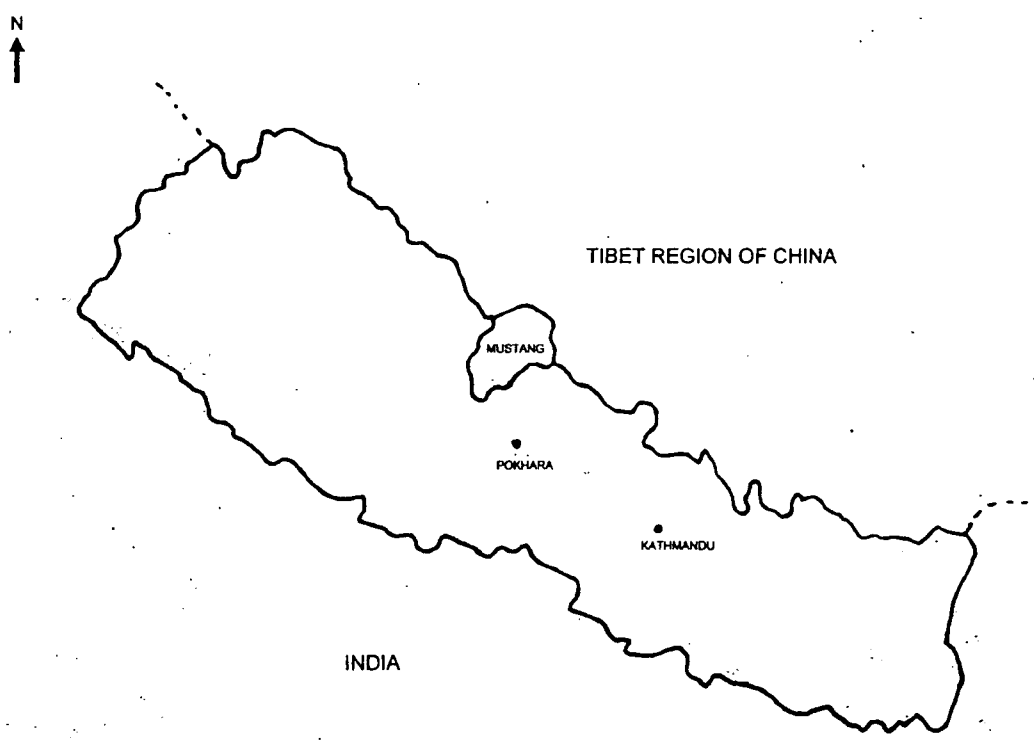 N
TIBET REGION OF CHINA
MUSTANG
POKHARA
KATHMANDU
INDIA